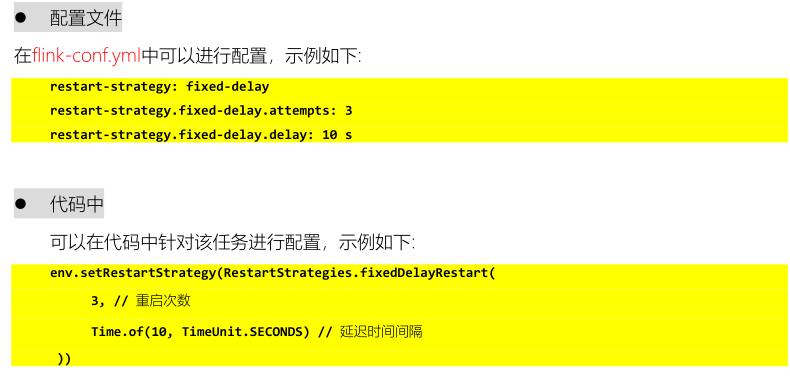 ● 配置文件
在flink-conf.yml中可以进行配置，示例如下:
restart-strategy: fixed-delay
restart-strategy.fixed-delay.attempts: 3
restart-strategy.fixed-delay.delay: 10 s
● 代码中
可以在代码中针对该任务进行配置，示例如下:
env.setRestartStrategy(RestartStrategies.fixedDelayRestart(
3, // 重启次数
Time.of(10, TimeUnit.SECONDS) // 延迟时间间隔
))